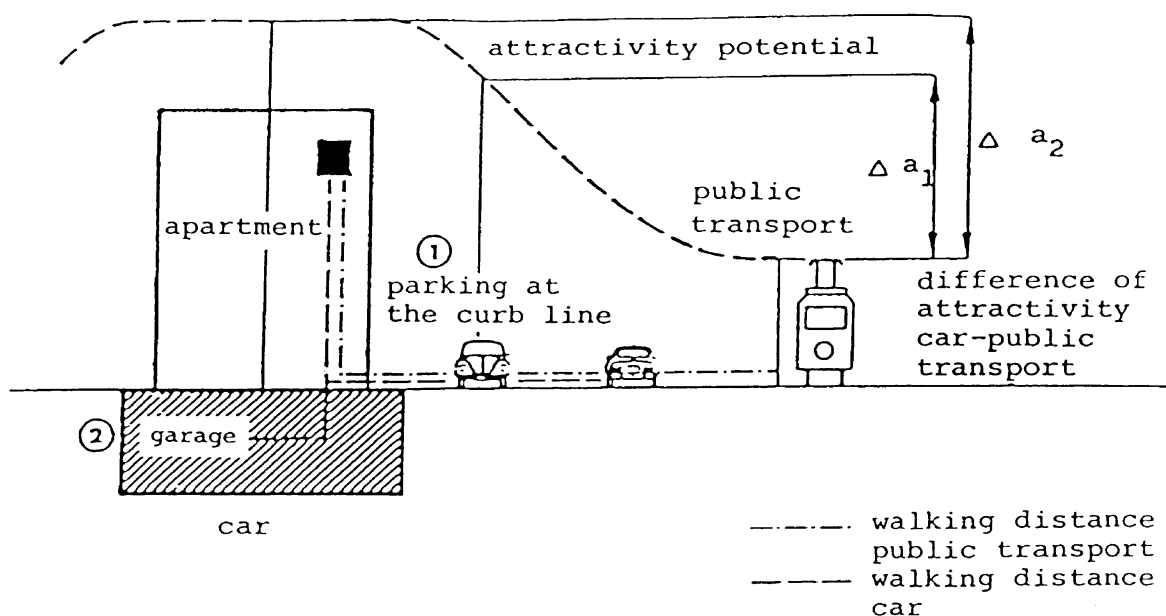 attractivity potential
△ a2
△ a1
public
transport
apartment
1
parking at
the curb line
difference of
attractivity
car-public
transport
2
garage
car
walking distance
public transport
walking distance
car